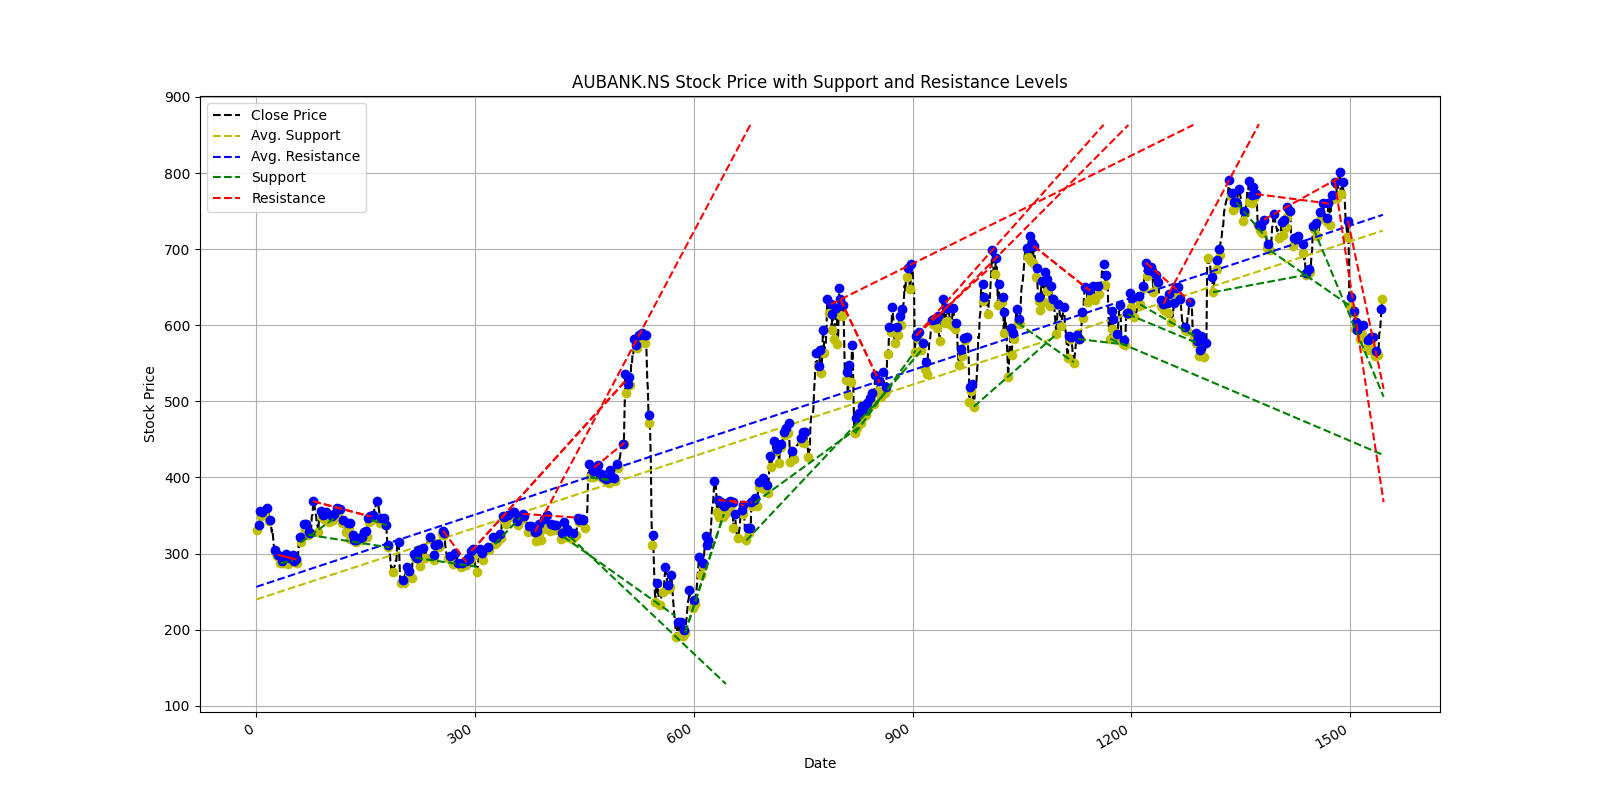 AUBANK.NS Stock Price with Support and Resistance Levels
900
800
700
600
500
400
300
200
100
Stock Price
Close Price
Avg. Support
Avg. Resistance
Support
Resistance
0
300
600
900
1200
1500
Date